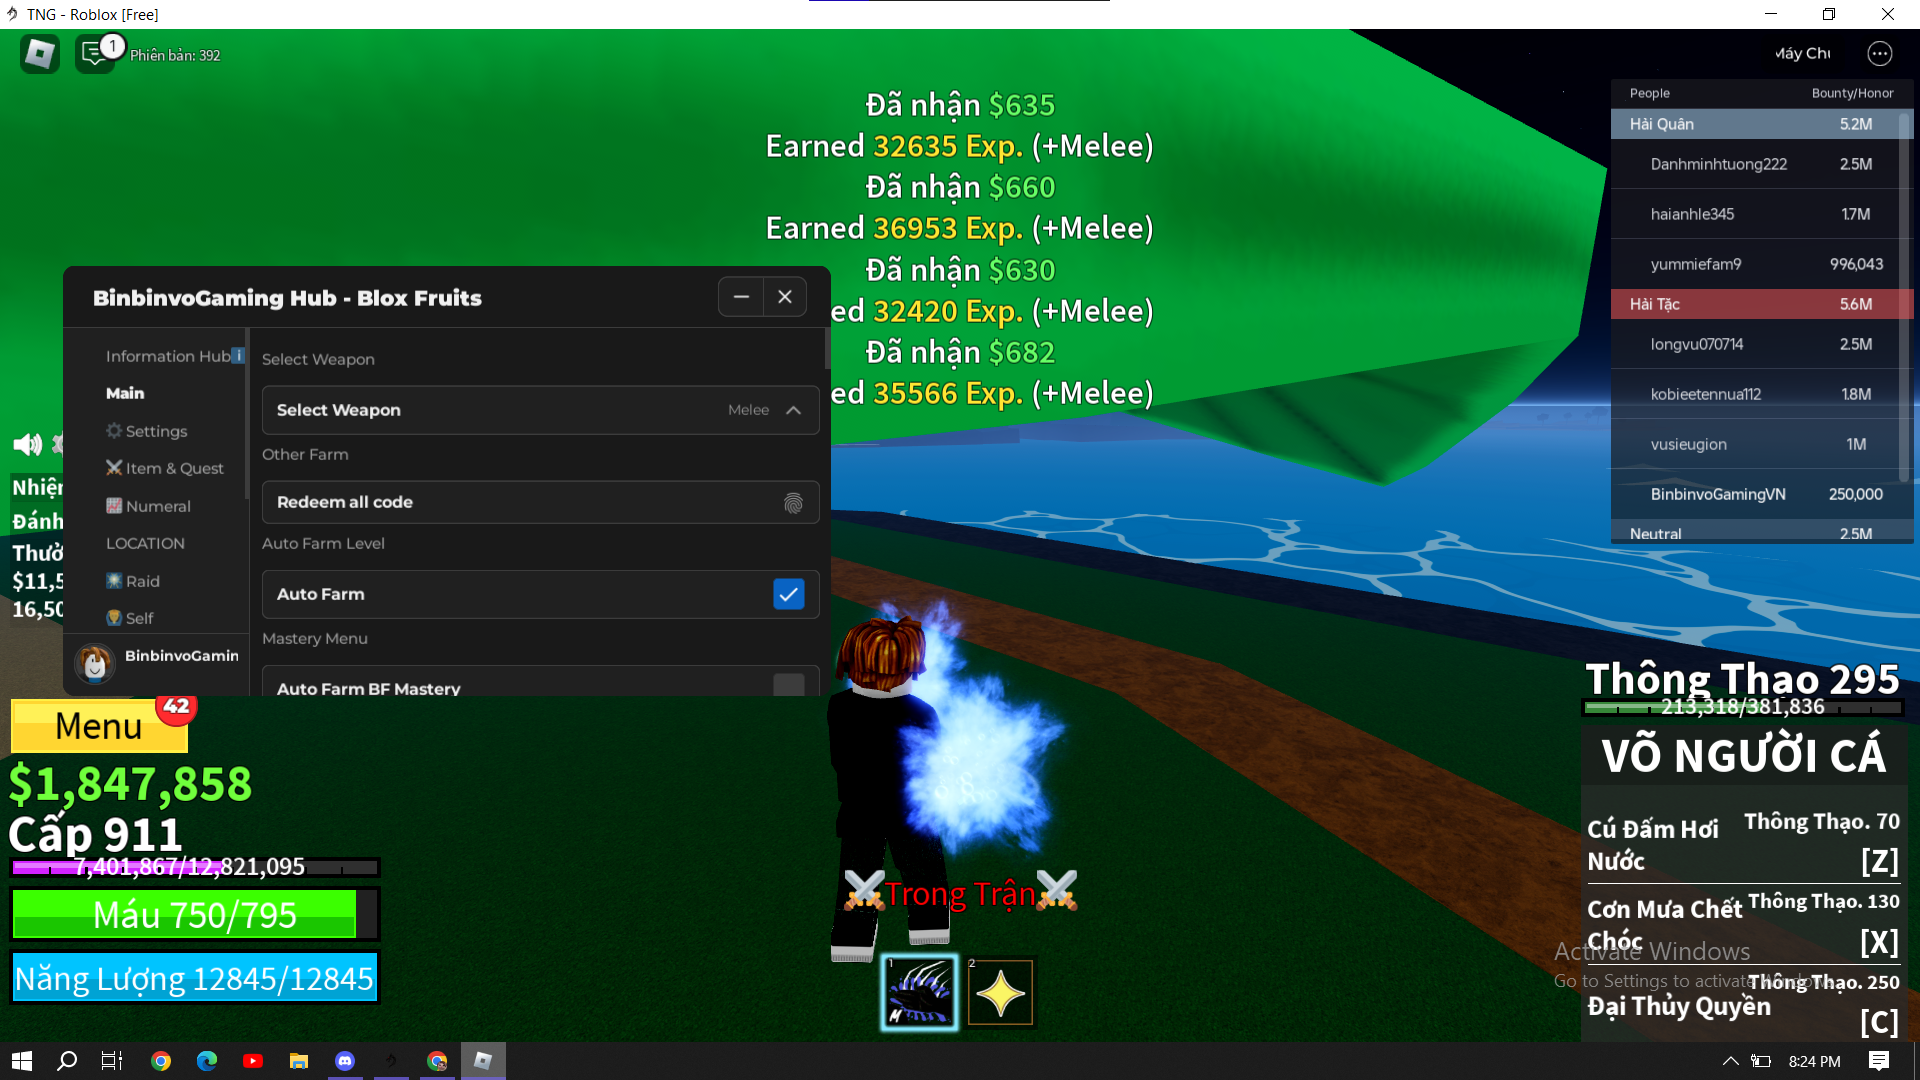 TNG - Roblox [Free]
1
Phiên bản: 392
Máy Chủ
Đã nhận $635
Earned 32635 Exp. (+Melee)
Đã nhận $660
Earned 36953 Exp. (+Melee)
Đã nhận $630
ed 32420 Exp. (+Melee)
Đã nhận $682
ed 35566 Exp. (+Melee)
People Bounty/Honor
Hải Quân 5.2M
Danhminhtuong222 2.5M
haianhle345 1.7M
yummiefam9 996,043
Hải Tặc 5.6M
longvu070714 2.5M
kobieetennua112 1.8M
vusieugion 1M
BinbinvoGamingVN 250,000
Neutral 2.5M
BinbinvoGaming Hub - Blox Fruits
Information Hub
Main
Settings
Item & Quest
Numeral
LOCATION
Raid
Self
BinbinvoGamin
Select Weapon
Select Weapon Melee
Other Farm
Redeem all code
Auto Farm Level
Auto Farm
Mastery Menu
Auto Farm BF Mastery
Nhiện
Đánh
Thưở
$11,5
16,50
Menu
42
$1,847,858
Cấp 911
7,401,867/12,821,095
Máu 750/795
Năng Lượng 12845/12845
Trong Trận
1
M
2
Thông Thạo 295
213,318/381,836
VÕ NGƯỜI CÁ
Cú Đấm Hơi Nước Thông Thạo. 70
[Z]
Cơn Mưa Chết Chóc Thông Thạo. 130
[X]
Đại Thủy Quyền Thông Thạo. 250
[C]
Activate Windows
Go to Settings to activate Windows.
8:24 PM